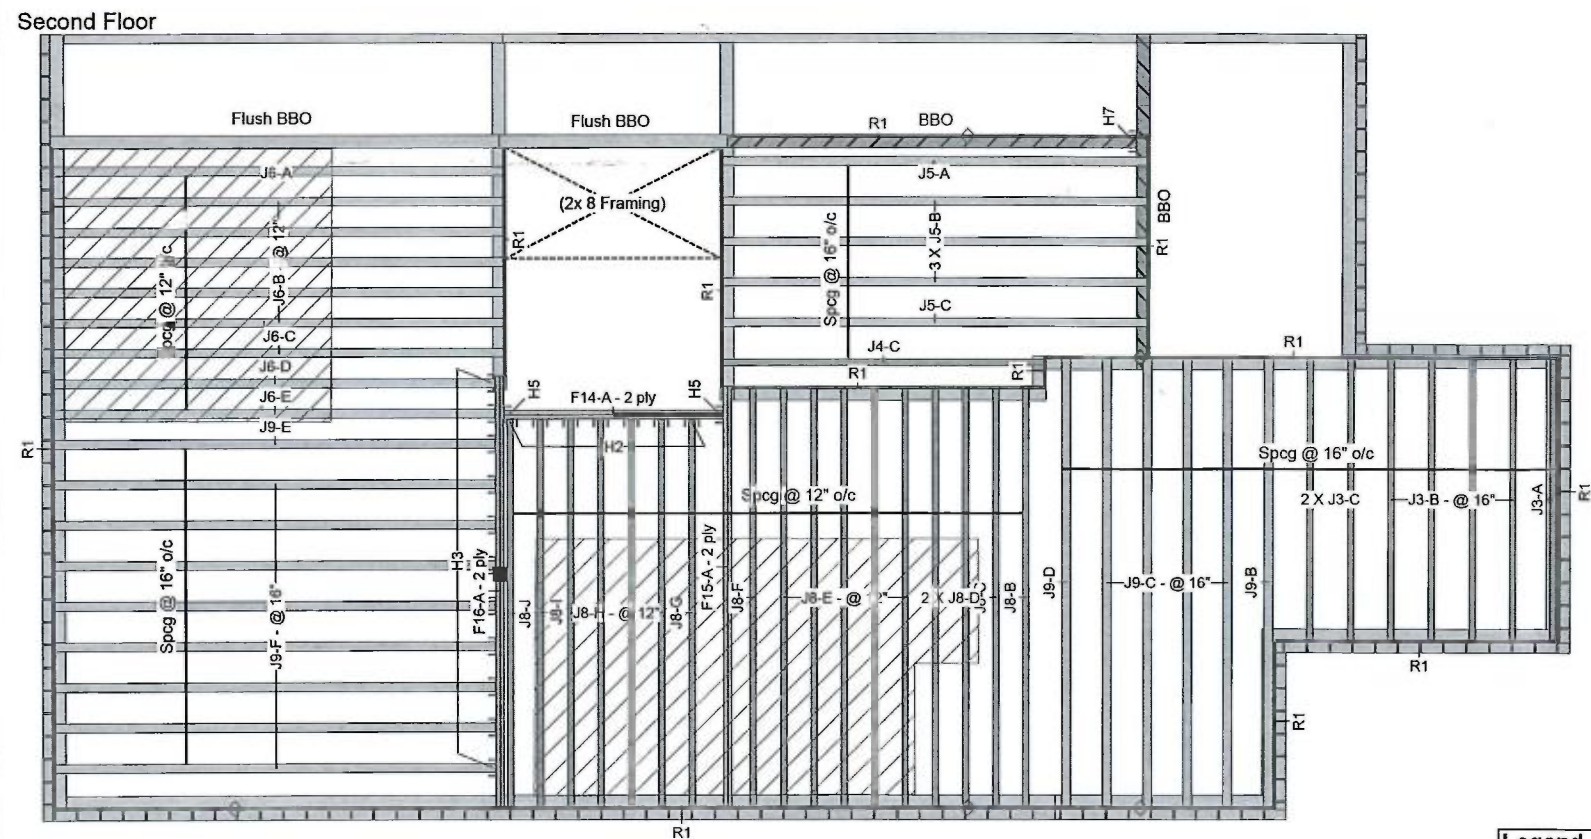 Second Floor
Flush BBO
Flush BBO
R1
BBO
H7
J6-A
(2x 8 Framing)
J5-A
BBO
J6-B - @ 12"
R1
Spcg @ 16" o/c
3 X J5-B
R1
Spcg @ 12" o/c
R1
J5-C
J6-C
J4-C
R1
J6-D
R1
R1
J6-E
H5
F14-A - 2 ply
H5
J9-E
R1
H2
Spcg @ 16" o/c
Spcg @ 12" o/c
2 X J3-C
J3-B - @ 16"
J3-A
R1
Spcg @ 16" o/c
J9-F - @ 16"
H3
F16-A - 2 ply
J8-J
J8-I
J8-H - @ 12"
J8-G
F15-A - 2 ply
J8-F
J8-E - @ 12"
2 X J8-D
J8-B
J9-D
J9-C - @ 16"
J9-B
R1
R1
R1
Legend